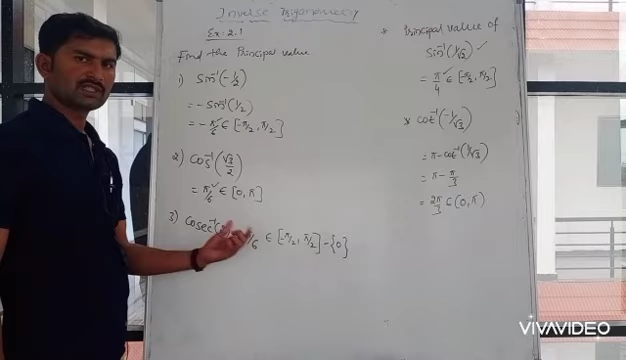 Inverse Trigonometry
Ex: 2.1
Find the Principal value
1) Sin⁻¹(-1/2)
= -Sin⁻¹(1/2)
= -π/6 ∈ [-π/2, π/2]
2) Cos⁻¹(√3/2)
= π/6 ∈ [0, π]
3) Cosec⁻¹( π/6 ∈ [-π/2, π/2] - {0}
* Principal value of
Sin⁻¹(1/√2)
= π/4 ∈ [-π/2, π/2]
* cot⁻¹(-1/√3)
= π - cot⁻¹(1/√3)
= π - π/3
= 2π/3 ∈ (0, π)
VIVAVIDEO